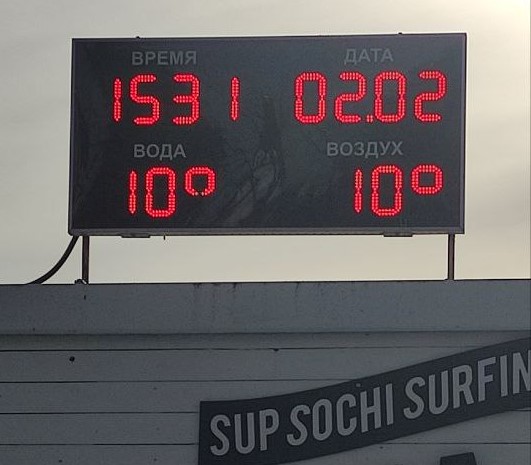 ВРЕМЯ ДАТА
1531 02.02
ВОДА ВОЗДУХ
10° 10°
SUP SOCHI SURFIN